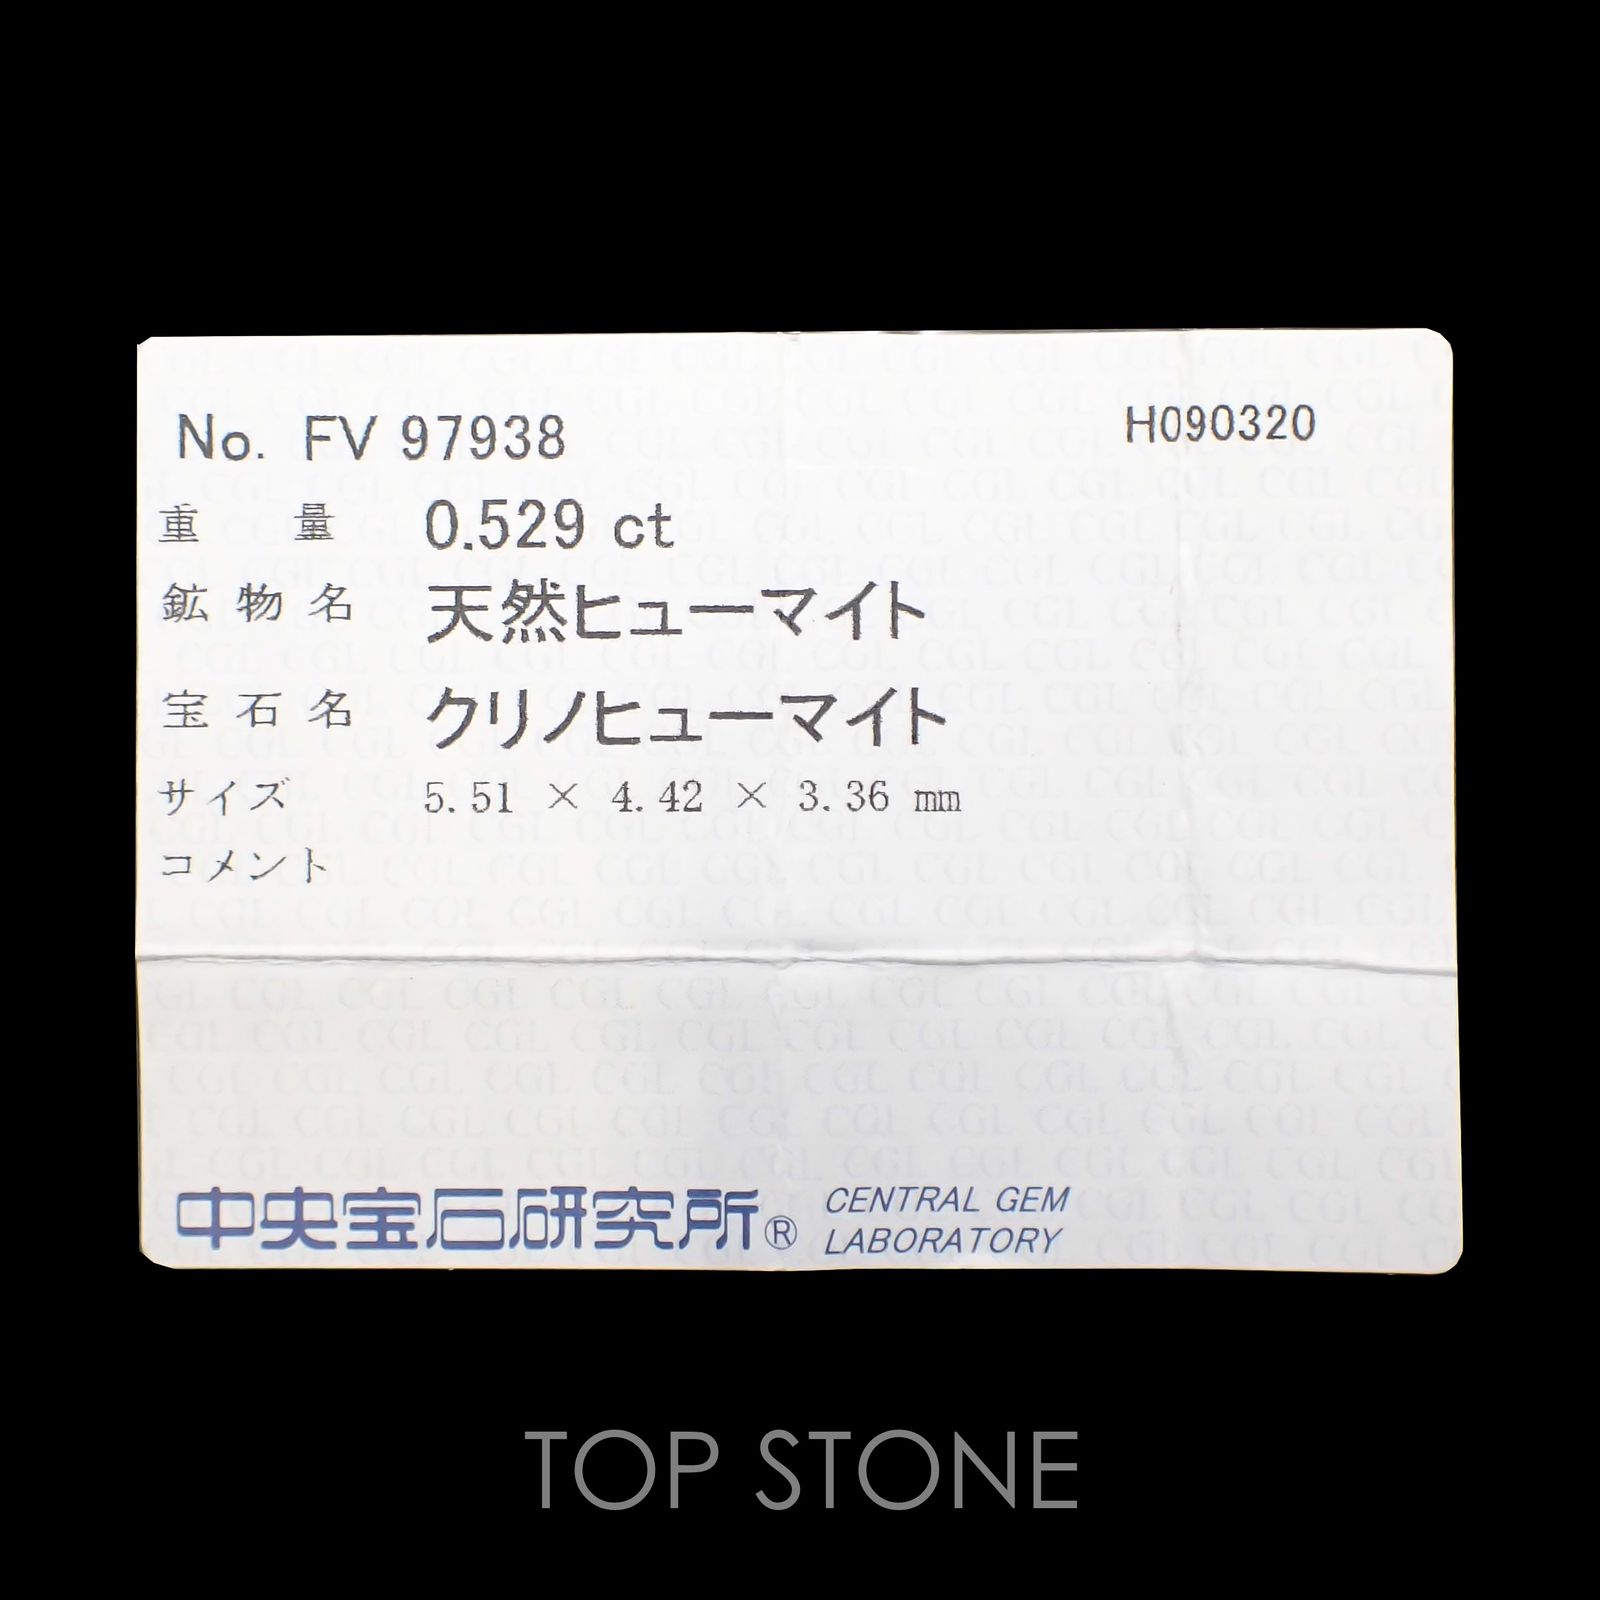 No. FV 97938 H090320
重 量 0.529 ct
鉱 物 名 天然ヒューマイト
宝 石 名 クリノヒューマイト
サイズ 5.51 × 4.42 × 3.36 mm
コメント
中央宝石研究所® CENTRAL GEM
LABORATORY
TOP STONE